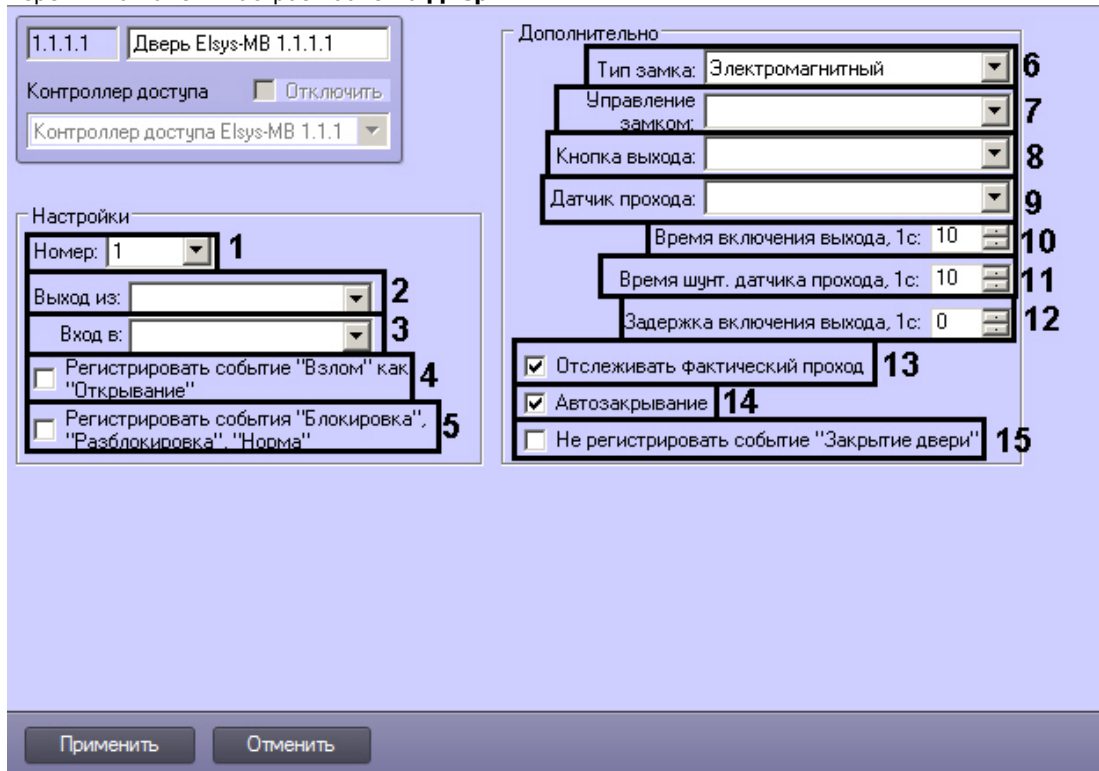 1.1.1.1 Дверь Elsys-MB 1.1.1.1
Контроллер доступа Отключить
Контроллер доступа Elsys-MB 1.1.1
Настройки
Номер: 1 1
Выход из: 2
Вход в: 3
Регистрировать событие "Взлом" как
"Открывание" 4
Регистрировать события "Блокировка",
"Разблокировка", "Норма" 5
Дополнительно
Тип замка: Электромагнитный 6
Управление
замком: 7
Кнопка выхода: 8
Датчик прохода: 9
Время включения выхода, 1с: 10 10
Время шунт. датчика прохода, 1с: 10 11
Задержка включения выхода, 1с: 0 12
Отслеживать фактический проход 13
Автозакрывание 14
Не регистрировать событие "Закрытие двери" 15
Применить Отменить